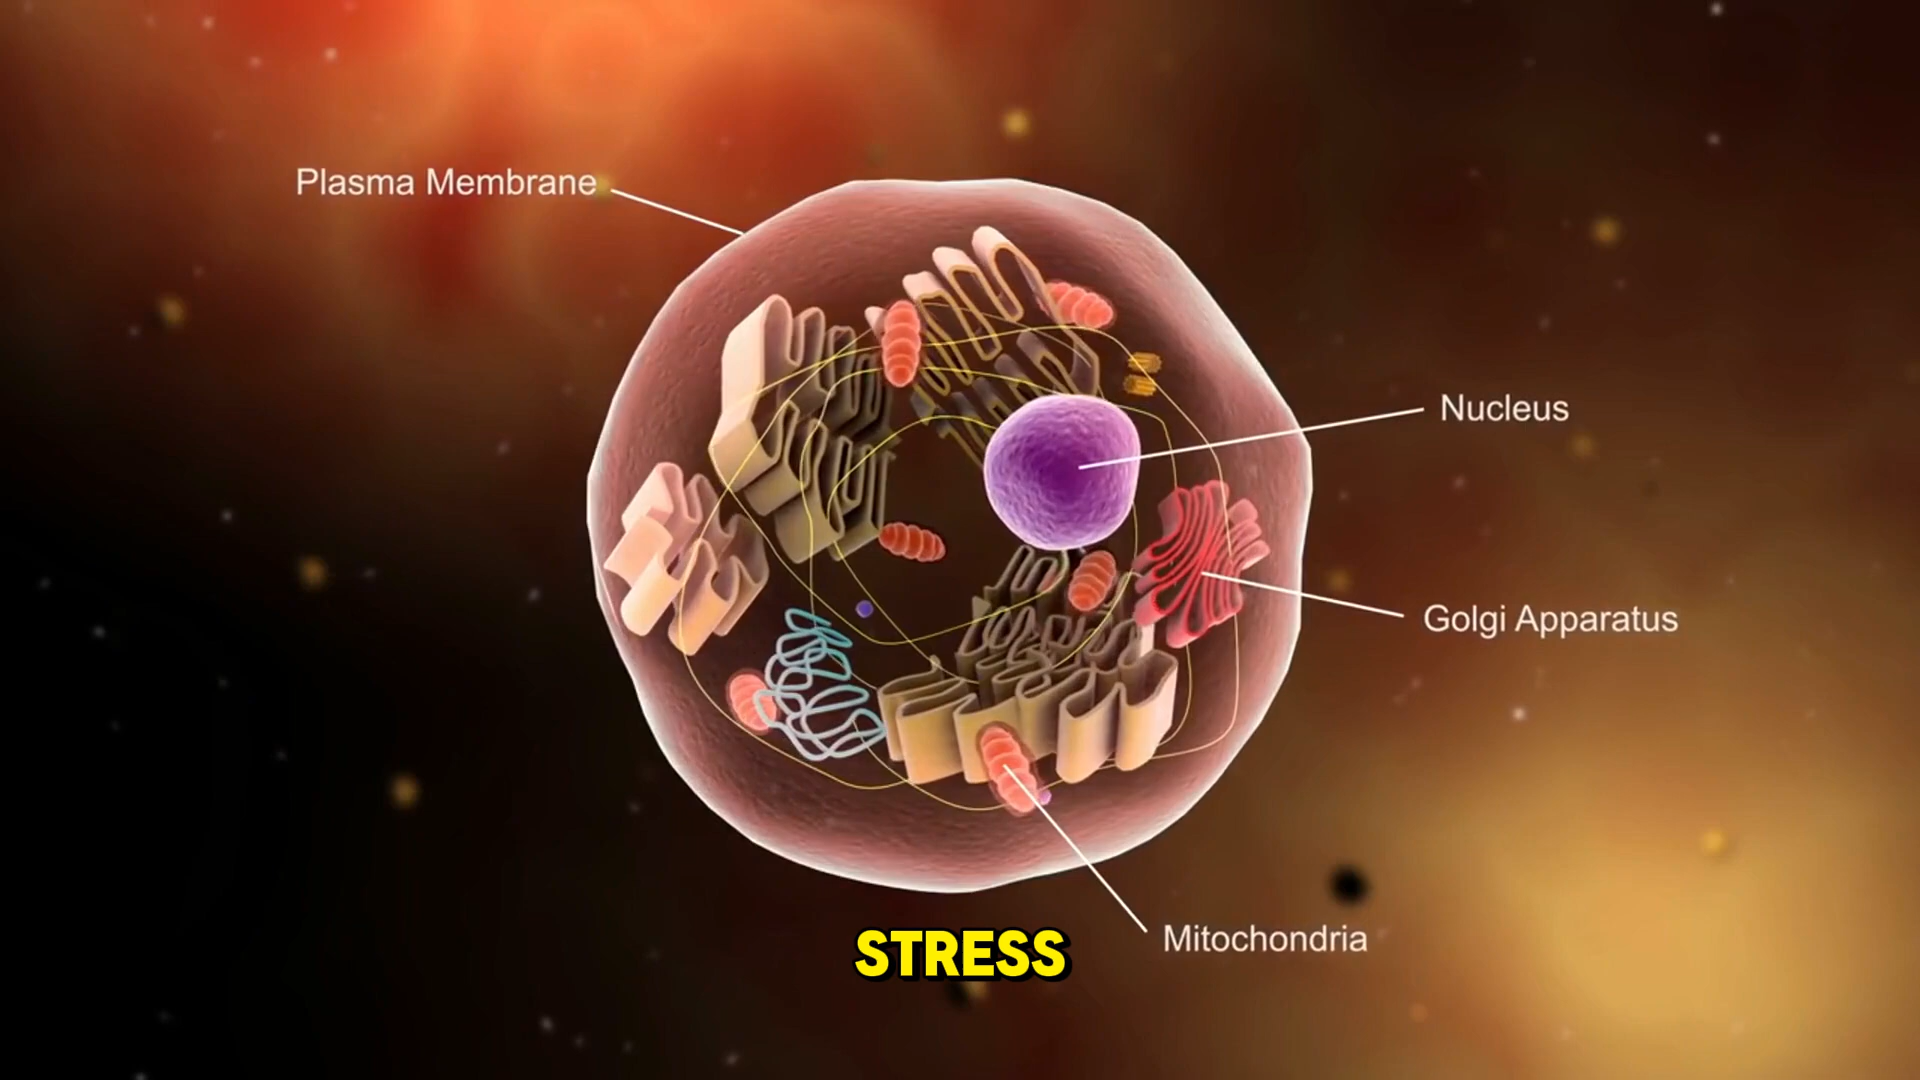 Plasma Membrane
Nucleus
Golgi Apparatus
Mitochondria
STRESS